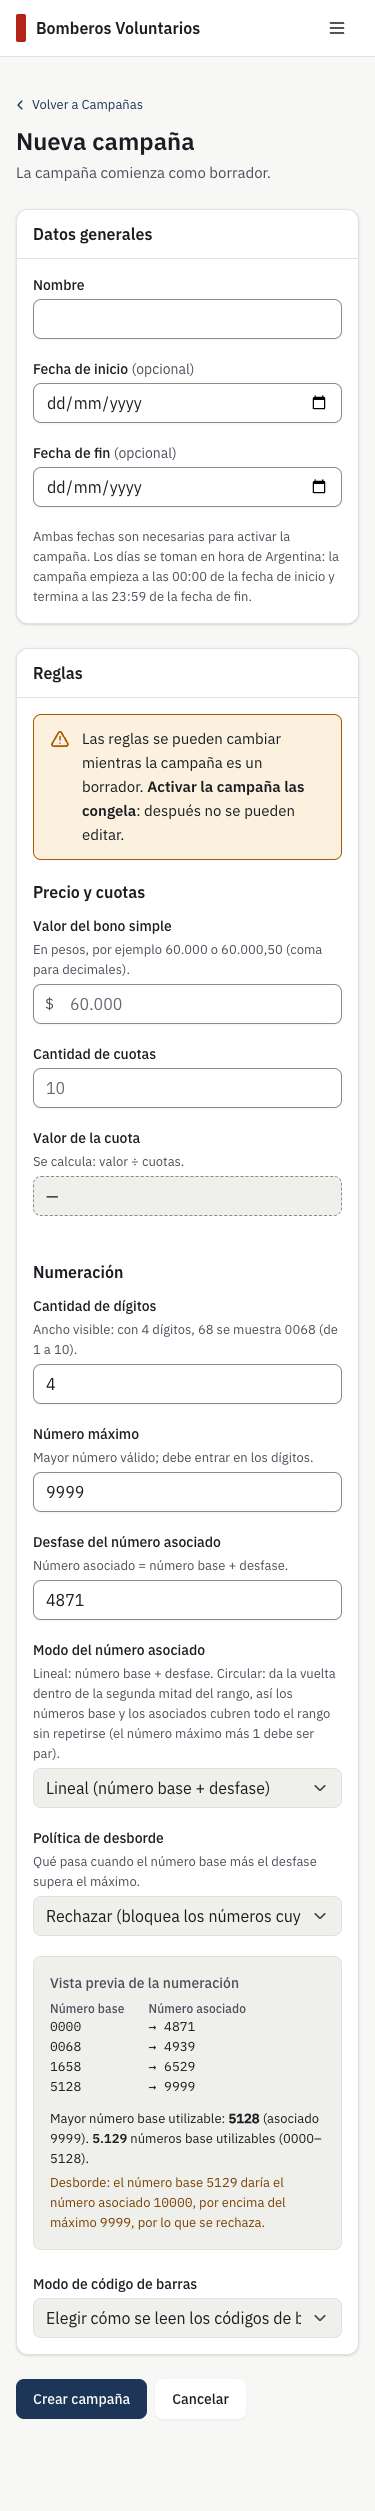 Bomberos Voluntarios
Volver a Campañas
Nueva campaña
La campaña comienza como borrador.
Datos generales
Nombre
Fecha de inicio (opcional)
dd/mm/yyyy
Fecha de fin (opcional)
dd/mm/yyyy
Ambas fechas son necesarias para activar la
campaña. Los días se toman en hora de Argentina: la
campaña empieza a las 00:00 de la fecha de inicio y
termina a las 23:59 de la fecha de fin.
Reglas
Las reglas se pueden cambiar
mientras la campaña es un
borrador. Activar la campaña las
congela: después no se pueden
editar.
Precio y cuotas
Valor del bono simple
En pesos, por ejemplo 60.000 o 60.000,50 (coma
para decimales).
$ 60.000
Cantidad de cuotas
10
Valor de la cuota
Se calcula: valor ÷ cuotas.
—
Numeración
Cantidad de dígitos
Ancho visible: con 4 dígitos, 68 se muestra 0068 (de
1 a 10).
4
Número máximo
Mayor número válido; debe entrar en los dígitos.
9999
Desfase del número asociado
Número asociado = número base + desfase.
4871
Modo del número asociado
Lineal: número base + desfase. Circular: da la vuelta
dentro de la segunda mitad del rango, así los
números base y los asociados cubren todo el rango
sin repetirse (el número máximo más 1 debe ser
par).
Lineal (número base + desfase)
Política de desborde
Qué pasa cuando el número base más el desfase
supera el máximo.
Rechazar (bloquea los números cuy
Vista previa de la numeración
Número base Número asociado
0000 → 4871
0068 → 4939
1658 → 6529
5128 → 9999
Mayor número base utilizable: 5128 (asociado
9999). 5.129 números base utilizables (0000–
5128).
Desborde: el número base 5129 daría el
número asociado 10000, por encima del
máximo 9999, por lo que se rechaza.
Modo de código de barras
Elegir cómo se leen los códigos de b
Crear campaña Cancelar